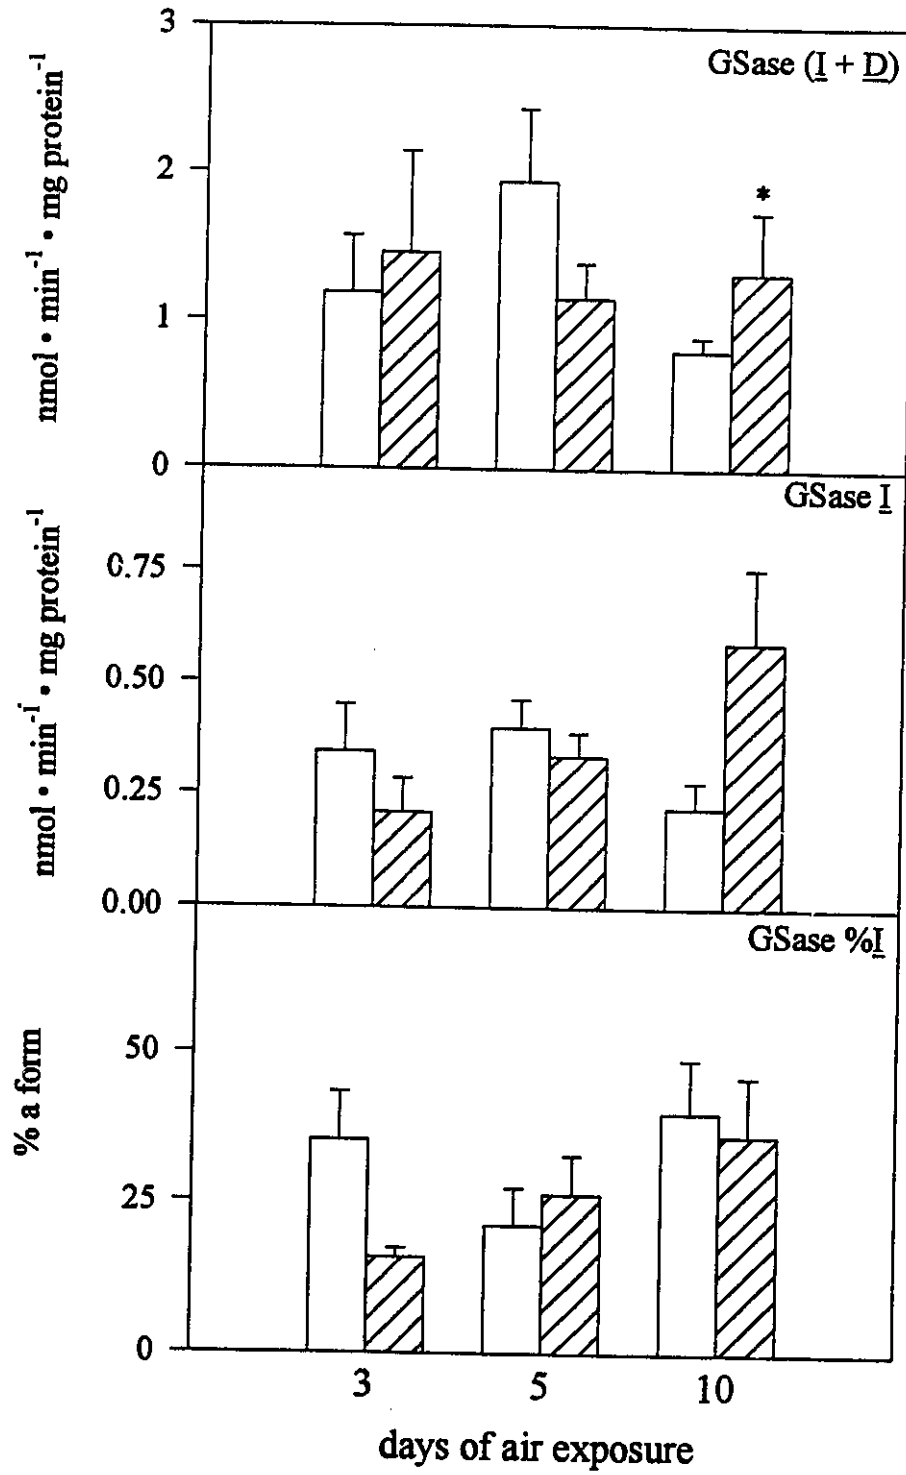 3
GSase (I + D)
nmol • min⁻¹ • mg protein⁻¹
2
*
1
0
GSase I
nmol • min⁻¹ • mg protein⁻¹
0.75
0.50
0.25
0.00
GSase %I
% a form
50
25
0
3 5 10
days of air exposure